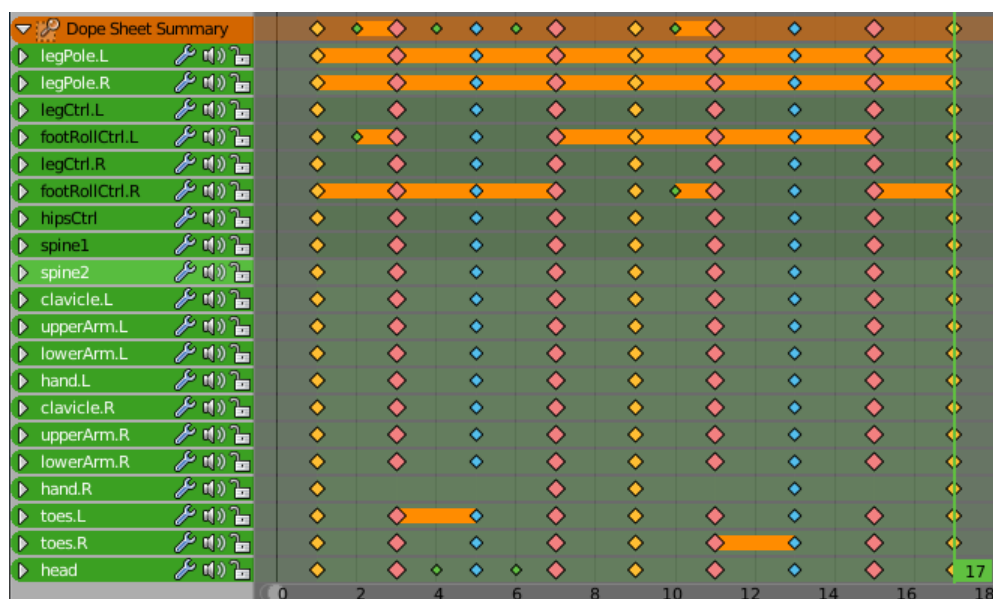 Dope Sheet Summary
legPole.L
legPole.R
legCtrl.L
footRollCtrl.L
legCtrl.R
footRollCtrl.R
hipsCtrl
spine1
spine2
clavicle.L
upperArm.L
lowerArm.L
hand.L
clavicle.R
upperArm.R
lowerArm.R
hand.R
toes.L
toes.R
head
17
0 2 4 6 8 10 12 14 16 18